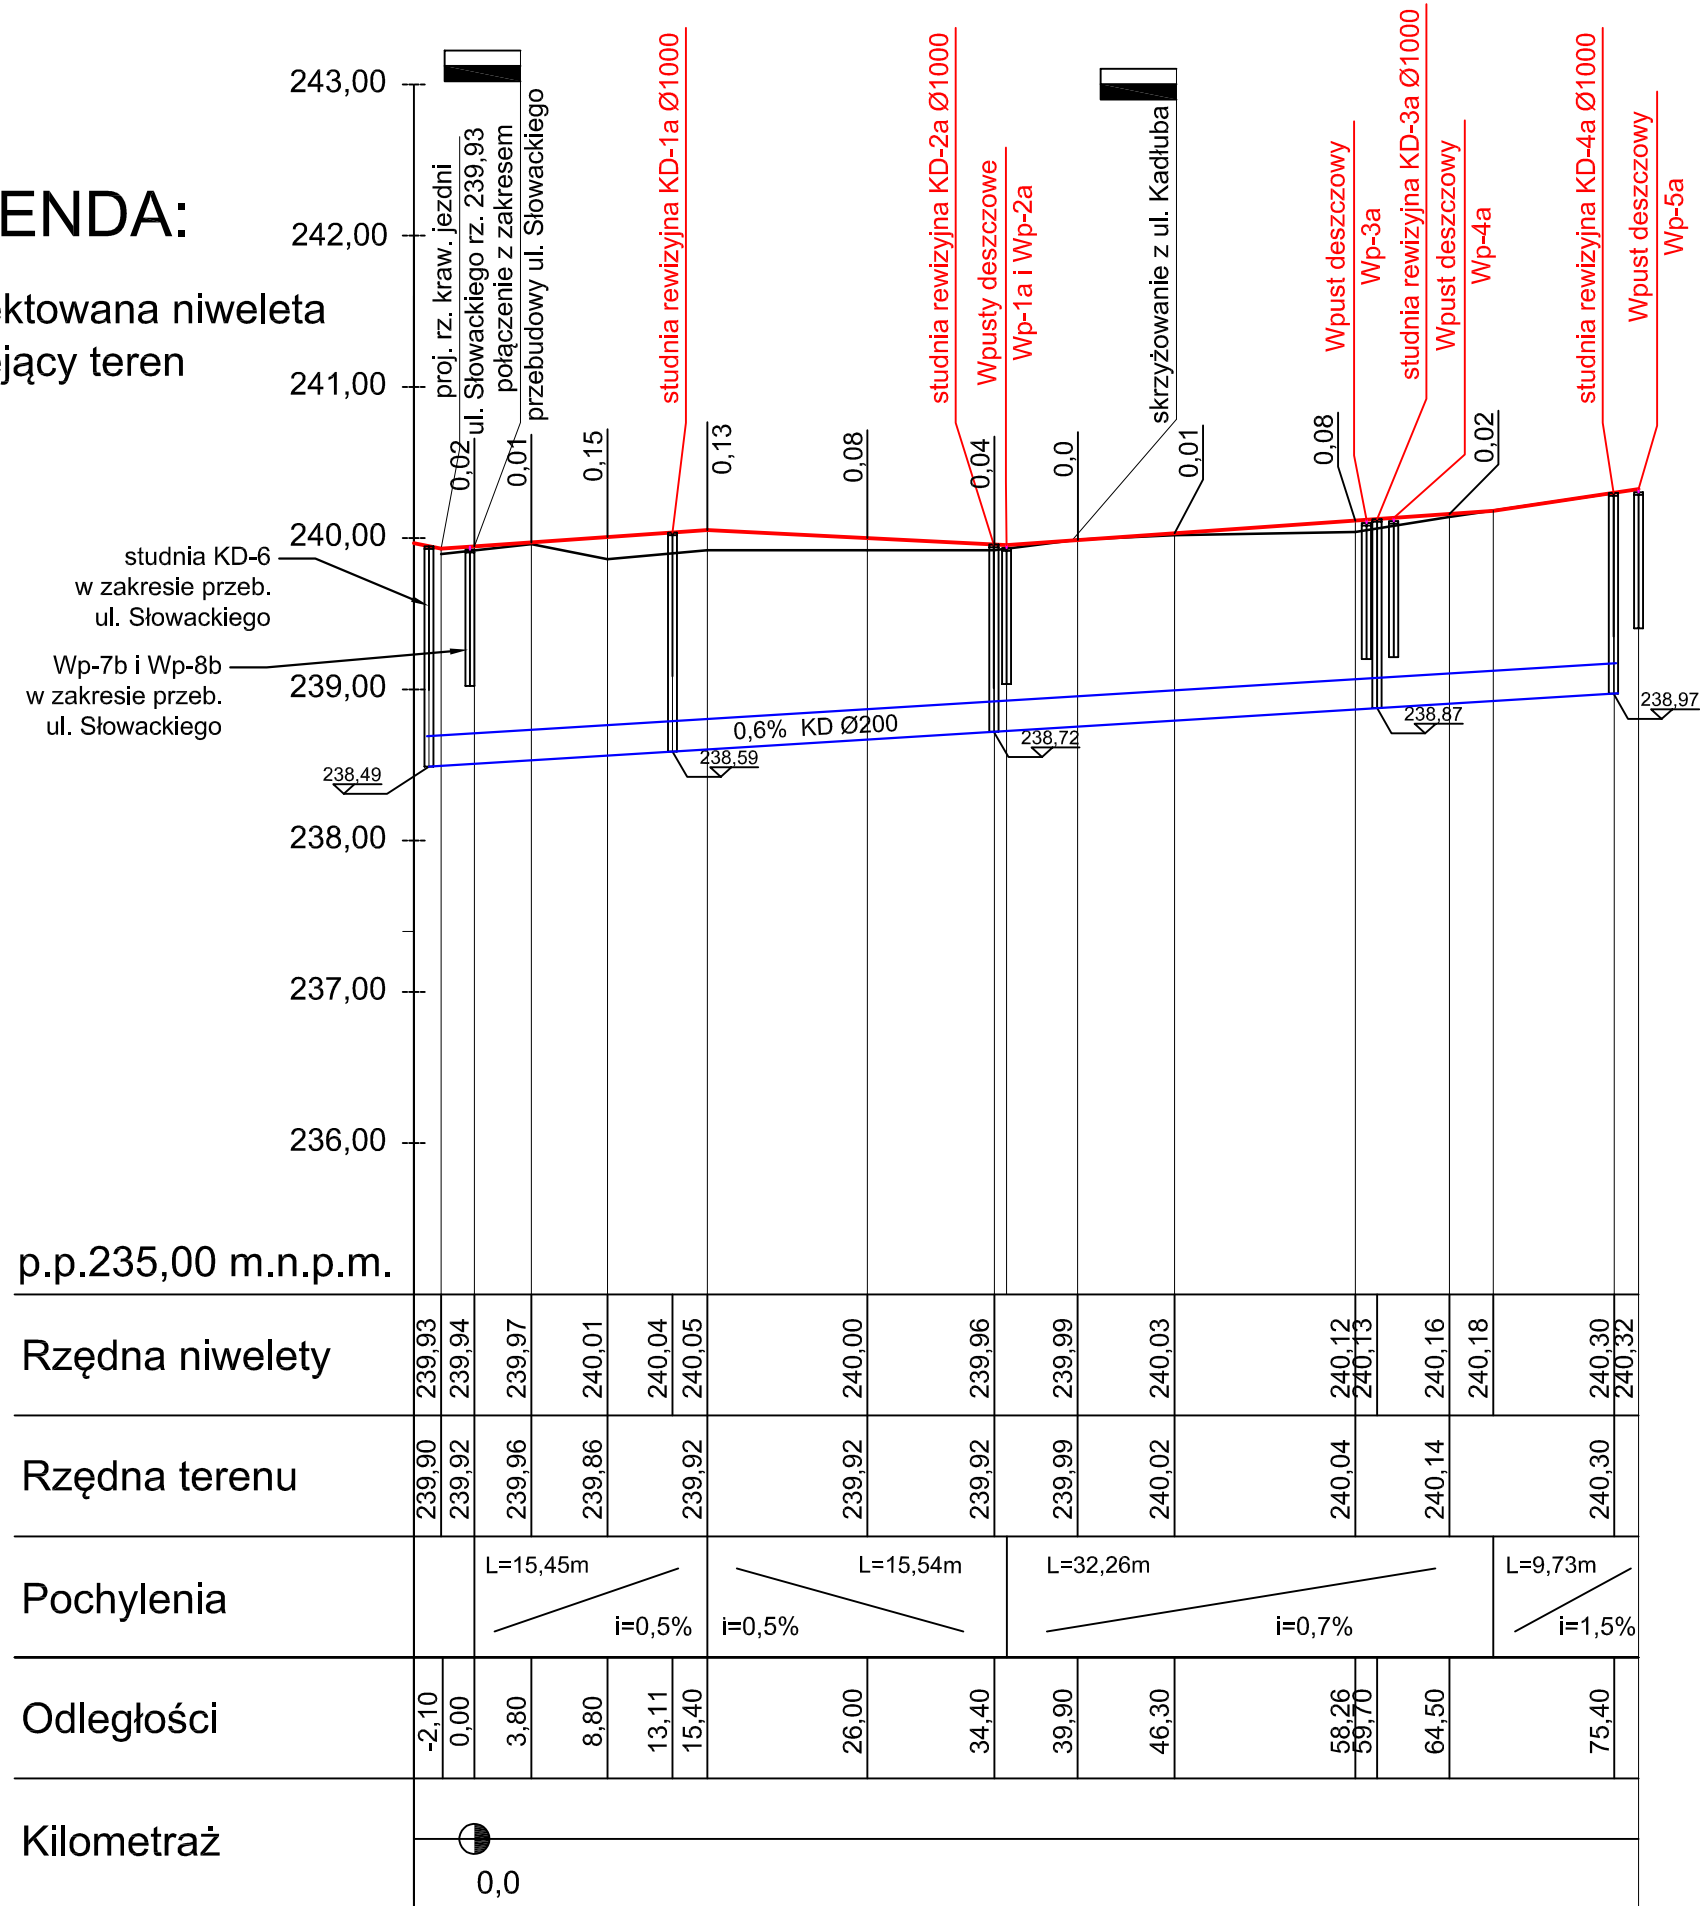 ENDA:
ektowana niweleta
ejący teren
243,00
242,00
241,00
240,00
239,00
238,00
237,00
236,00
proj. rz. kraw. jezdni
ul. Słowackiego rz. 239,93
połączenie z zakresem
przebudowy ul. Słowackiego
studnia rewizyjna KD-1a Ø1000
studnia rewizyjna KD-2a Ø1000
Wpusty deszczowe
Wp-1a i Wp-2a
skrzyżowanie z ul. Kadłuba
Wpust deszczowy
Wp-3a
studnia rewizyjna KD-3a Ø1000
Wpust deszczowy
Wp-4a
studnia rewizyjna KD-4a Ø1000
Wpust deszczowy
Wp-5a
0,02
0,01
0,15
0,13
0,08
0,04
0,0
0,01
0,08
0,02
studnia KD-6
w zakresie przeb.
ul. Słowackiego
Wp-7b i Wp-8b
w zakresie przeb.
ul. Słowackiego
0,6% KD Ø200
238,49
238,59
238,72
238,87
238,97
p.p.235,00 m.n.p.m.
Rzędna niwelety
239,93
239,94
239,97
240,01
240,04
240,05
240,00
239,96
239,99
240,03
240,12
240,13
240,16
240,18
240,30
240,32
Rzędna terenu
239,90
239,92
239,96
239,86
239,92
239,92
239,92
239,99
240,02
240,04
240,14
240,30
Pochylenia
L=15,45m
i=0,5%
L=15,54m
i=0,5%
L=32,26m
i=0,7%
L=9,73m
i=1,5%
Odległości
-2,10
0,00
3,80
8,80
13,11
15,40
26,00
34,40
39,90
46,30
58,26
59,70
64,50
75,40
Kilometraż
0,0